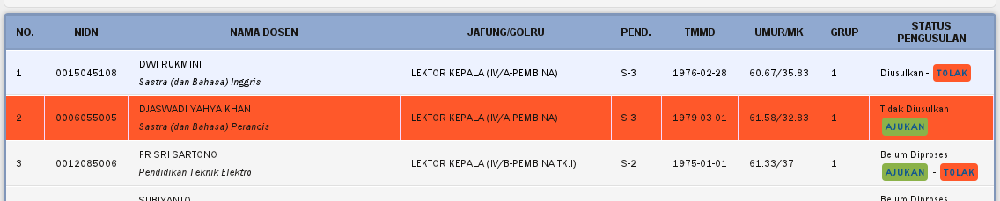 NO. NIDN NAMA DOSEN JAFUNG/GOLRU PEND. TMMD UMUR/MK GRUP STATUS PENGUSULAN
1 0015045108 DWI RUKMINI LEKTOR KEPALA (IV/A-PEMBINA) S-3 1976-02-28 60.67/35.83 1 Diusulkan - TOLAK
Sastra (dan Bahasa) Inggris
2 0006055005 DJASWADI YAHYA KHAN LEKTOR KEPALA (IV/A-PEMBINA) S-3 1979-03-01 61.58/32.83 1 Tidak Diusulkan
Sastra (dan Bahasa) Perancis AJUKAN
3 0012085006 FR SRI SARTONO LEKTOR KEPALA (IV/B-PEMBINA TK.I) S-2 1975-01-01 61.33/37 1 Belum Diproses
Pendidikan Teknik Elektro AJUKAN - TOLAK
SUBIYANTO Belum Diproses